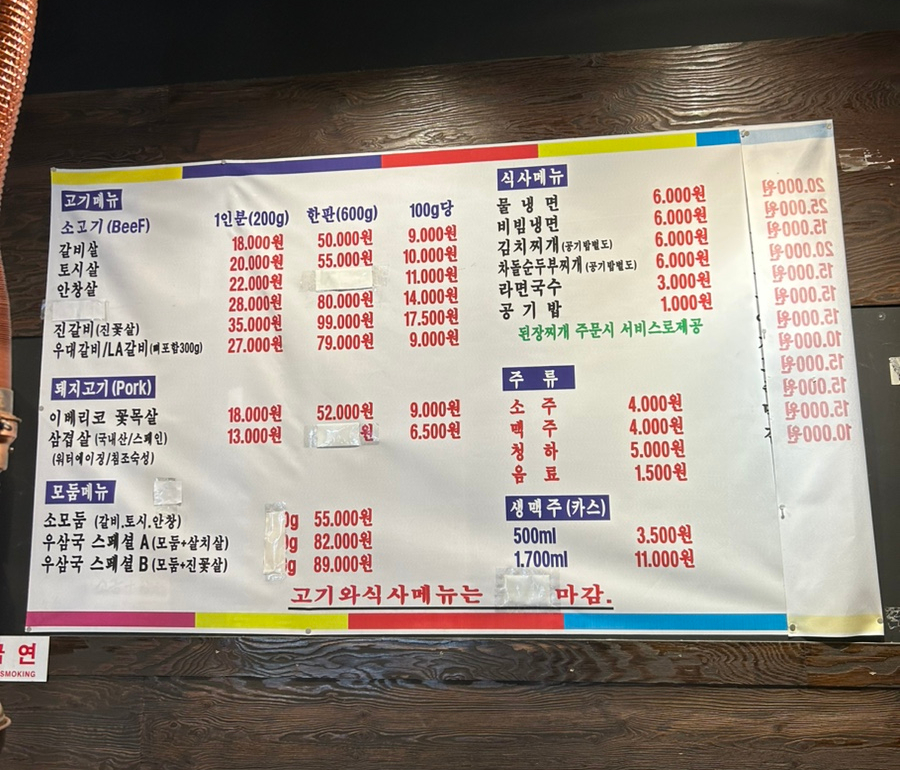 고기메뉴
소고기 (BeeF) 1인분(200g) 한판(600g) 100g당
갈비살 18.000원 50.000원 9.000원
토시살 20.000원 55.000원 10.000원
안창살 22.000원 11.000원
28.000원 80.000원 14.000원
진갈비(진꽃살) 35.000원 99.000원 17.500원
우대갈비/LA갈비(뼈포함300g) 27.000원 79.000원 9.000원
돼지고기 (Pork)
이베리코 꽃목살 18.000원 52.000원 9.000원
삼겹살 (국내산/스페인) 13.000원 원 6.500원
(워터에이징/침조숙성)
모둠메뉴
소모둠 (갈비.토시.안창) g 55.000원
우삼국 스페셜 A (모둠+살치살) g 82.000원
우삼국 스페셜 B (모둠+진꽃살) g 89.000원
식사메뉴
물냉면 6.000원
비빔냉면 6.000원
김치찌개 (공기밥별도) 6.000원
차돌순두부찌개 (공기밥별도) 6.000원
라면국수 3.000원
공기밥 1.000원
된장찌개 주문시 서비스로제공
주 류
소 주 4.000원
맥 주 4.000원
청 하 5.000원
음 료 1.500원
생맥주 (카스)
500ml 3.500원
1.700ml 11.000원
고기와식사메뉴는 마감.
20.000원
25.000원
15.000원
20.000원
15.000원
15.000원
15.000원
10.000원
15.000원
15.000원
15.000원
10.000원
연
SMOKING